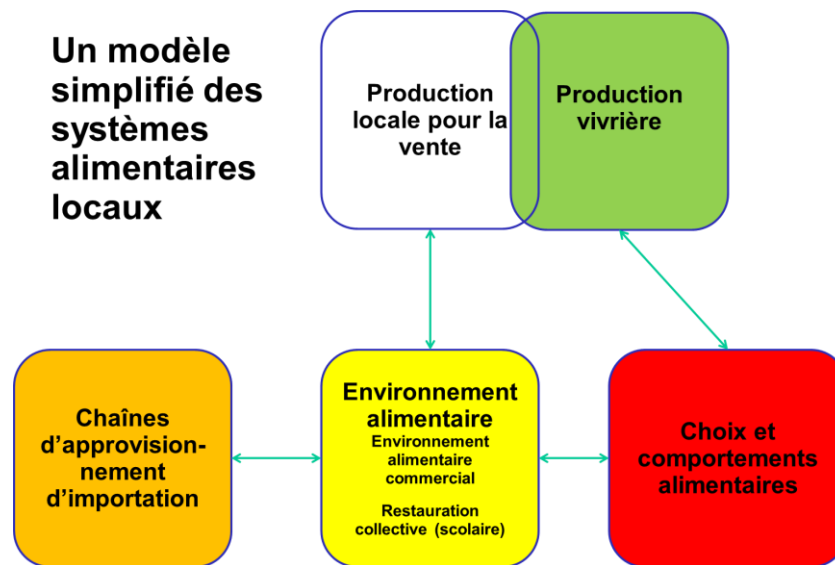 Un modèle
simplifié des
systèmes
alimentaires
locaux
Production
locale pour la
vente
Production
vivrière
Chaînes
d'approvision-
nement
d'importation
Environnement
alimentaire
Environnement
alimentaire
commercial
Restauration
collective (scolaire)
Choix et
comportements
alimentaires